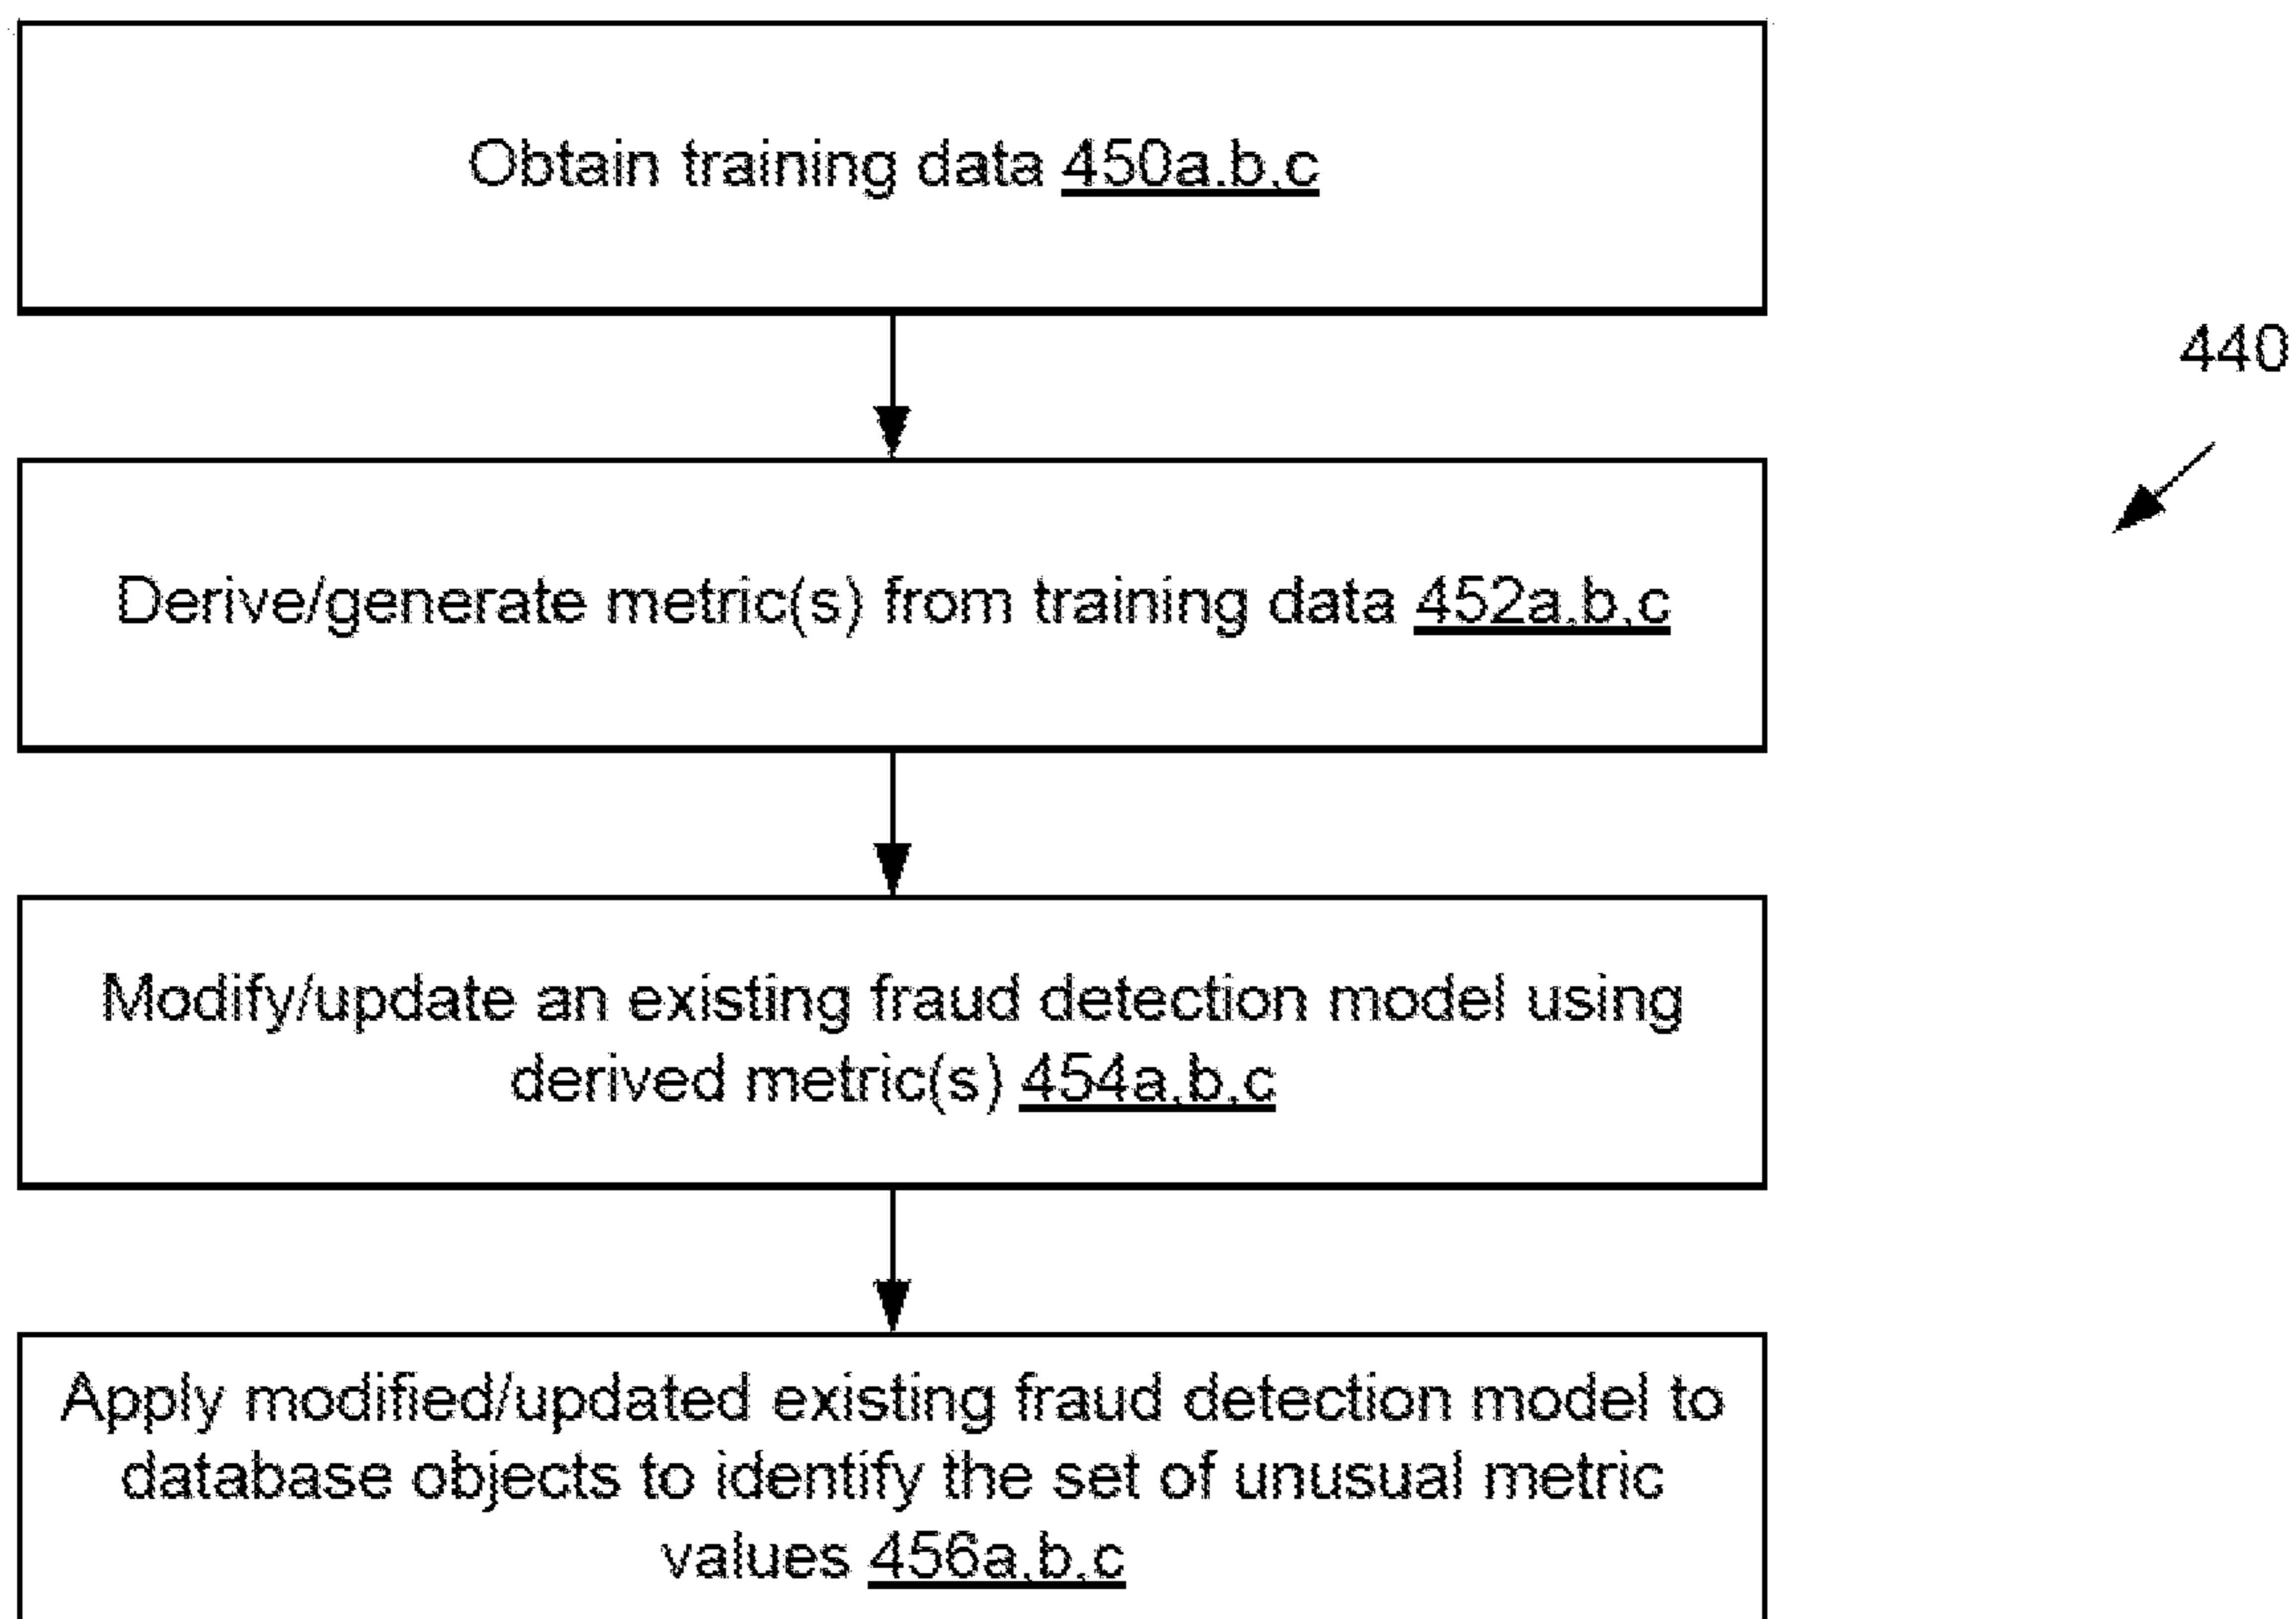 Obtain training data 450a,b,c
440
Derive/generate metric(s) from training data 452a,b,c
Modify/update an existing fraud detection model using
derived metric(s) 454a,b,c
Apply modified/updated existing fraud detection model to
database objects to identify the set of unusual metric
values 456a,b,c